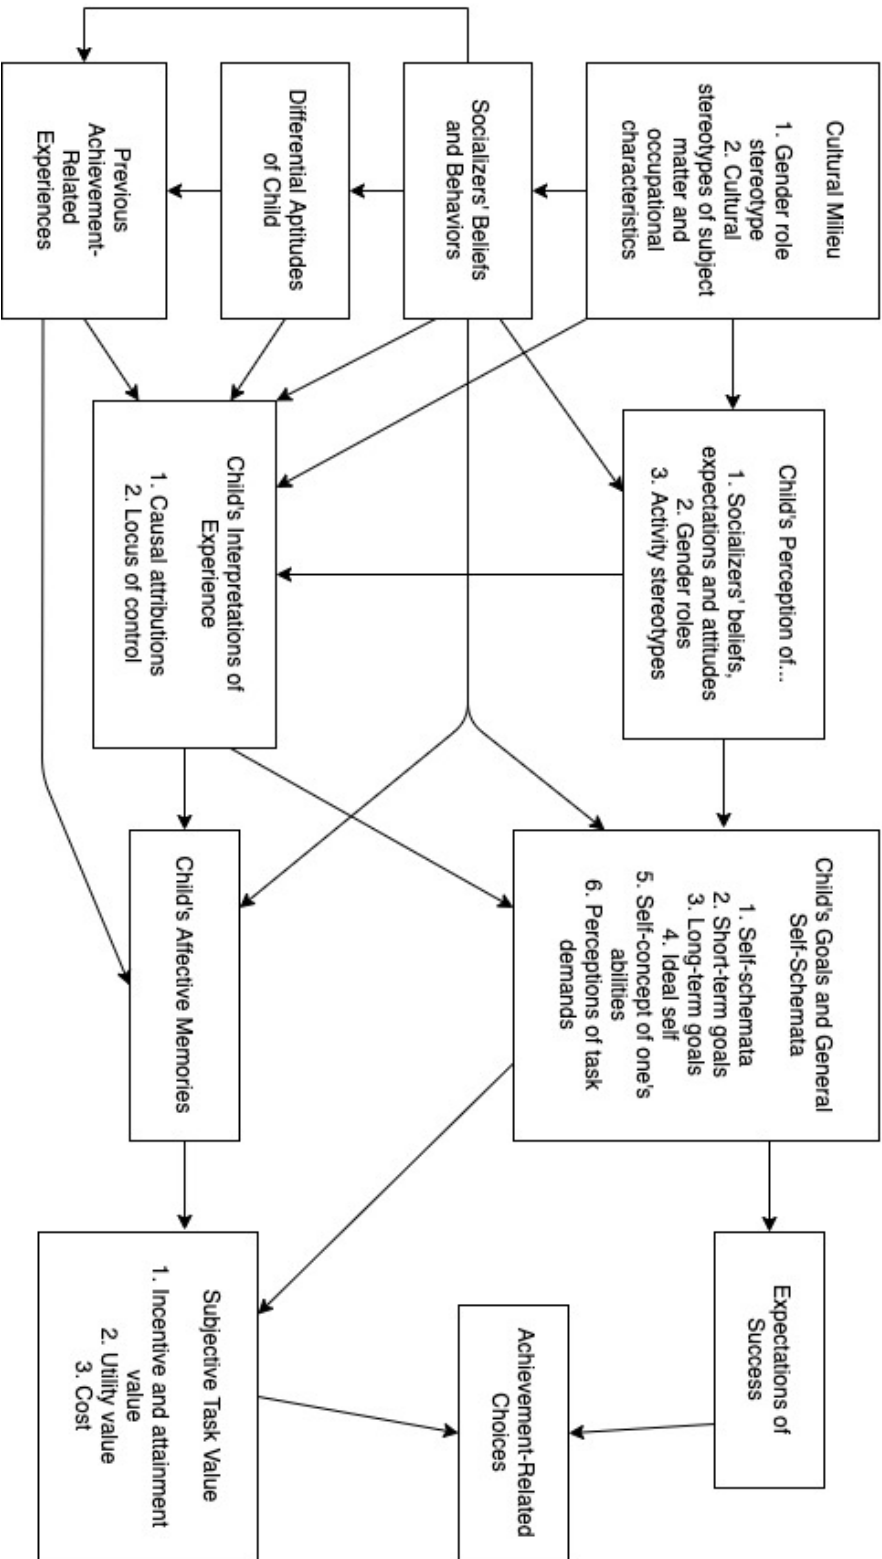 Cultural Milieu
1. Gender role
stereotype
2. Cultural
stereotypes of subject
matter and
occupational
characteristics
Socializers' Beliefs
and Behaviors
Differential Aptitudes
of Child
Previous
Achievement-
Related
Experiences
Child's Perception of...
1. Socializers' beliefs,
expectations and attitudes
2. Gender roles
3. Activity stereotypes
Child's Interpretations of
Experience
1. Causal attributions
2. Locus of control
Child's Goals and General
Self-Schemata
1. Self-schemata
2. Short-term goals
3. Long-term goals
4. Ideal self
5. Self-concept of one's
abilities
6. Perceptions of task
demands
Child's Affective Memories
Expectations of
Success
Achievement-Related
Choices
Subjective Task Value
1. Incentive and attainment
value
2. Utility value
3. Cost